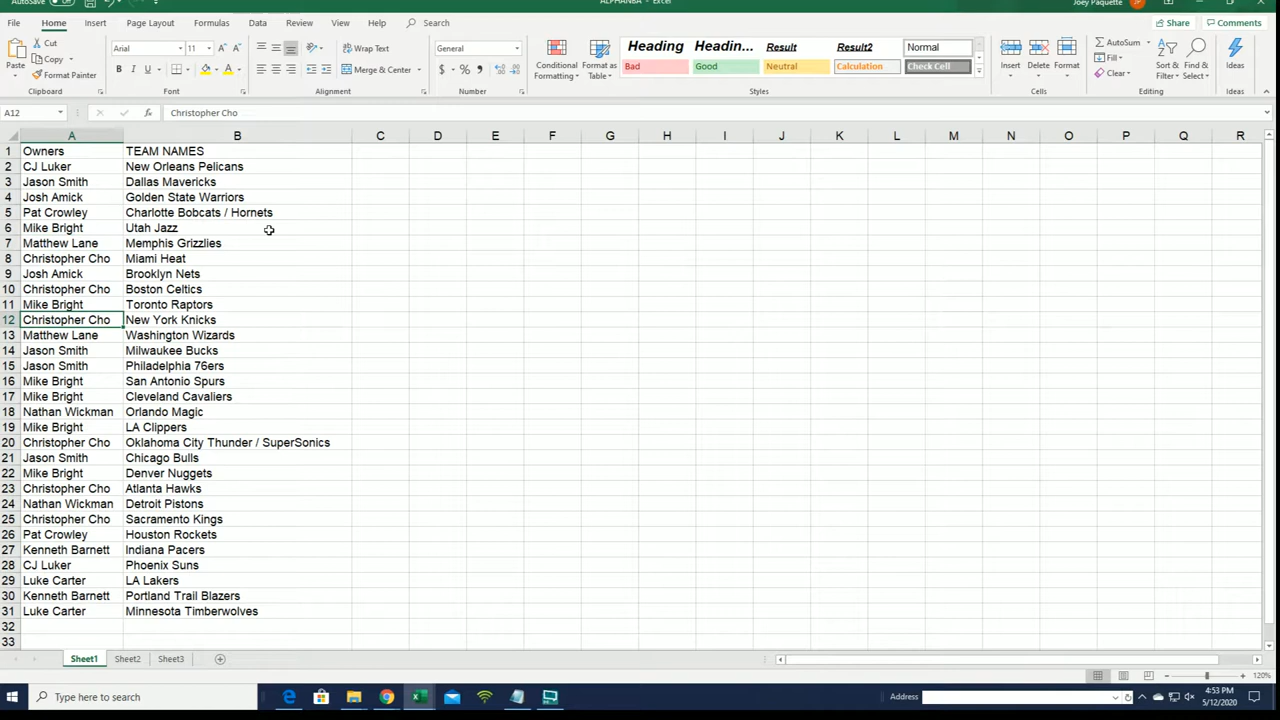 AutoSave Off ALPHANBA - Excel Joey Paquette JP
File Home Insert Page Layout Formulas Data Review View Help Search Share Comments
Paste Cut Copy Format Painter Clipboard
Arial 11 A A B I U A Font
Wrap Text Merge & Center Alignment
General $ % , Number
Conditional Formatting Format as Table
Heading Headin... Result Result2 Normal
Bad Good Neutral Calculation Check Cell
Styles
Insert Delete Format Cells
AutoSum Fill Clear Sort & Filter Find & Select Editing
Ideas Ideas
A12 fx Christopher Cho
A B C D E F G H I J K L M N O P Q R
1 Owners TEAM NAMES
2 CJ Luker New Orleans Pelicans
3 Jason Smith Dallas Mavericks
4 Josh Amick Golden State Warriors
5 Pat Crowley Charlotte Bobcats / Hornets
6 Mike Bright Utah Jazz
7 Matthew Lane Memphis Grizzlies
8 Christopher Cho Miami Heat
9 Josh Amick Brooklyn Nets
10 Christopher Cho Boston Celtics
11 Mike Bright Toronto Raptors
12 Christopher Cho New York Knicks
13 Matthew Lane Washington Wizards
14 Jason Smith Milwaukee Bucks
15 Jason Smith Philadelphia 76ers
16 Mike Bright San Antonio Spurs
17 Mike Bright Cleveland Cavaliers
18 Nathan Wickman Orlando Magic
19 Mike Bright LA Clippers
20 Christopher Cho Oklahoma City Thunder / SuperSonics
21 Jason Smith Chicago Bulls
22 Mike Bright Denver Nuggets
23 Christopher Cho Atlanta Hawks
24 Nathan Wickman Detroit Pistons
25 Christopher Cho Sacramento Kings
26 Pat Crowley Houston Rockets
27 Kenneth Barnett Indiana Pacers
28 CJ Luker Phoenix Suns
29 Luke Carter LA Lakers
30 Kenneth Barnett Portland Trail Blazers
31 Luke Carter Minnesota Timberwolves
32
33
Sheet1 Sheet2 Sheet3
120%
Type here to search Address 4:53 PM
5/12/2020